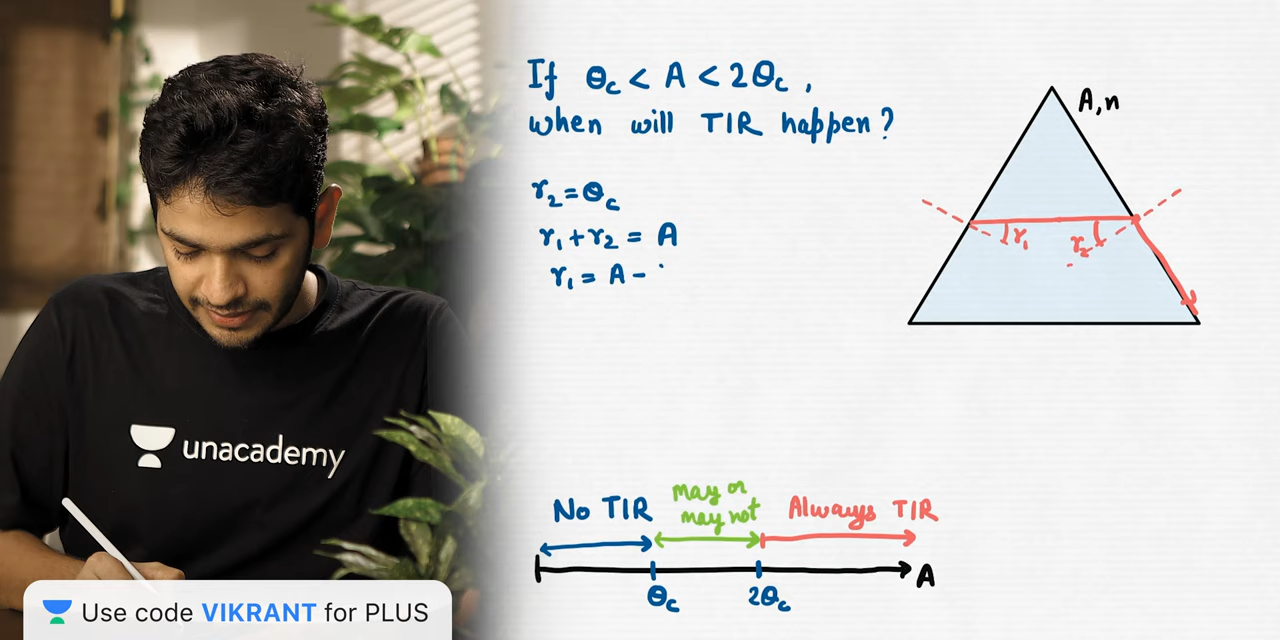 If θc < A < 2θc,
when will TIR happen?
r₂ = θc
r₁ + r₂ = A
r₁ = A -
A, n
r₁
r₂
No TIR
may or
may not
Always TIR
θc
2θc
A
unacademy
Use code VIKRANT for PLUS